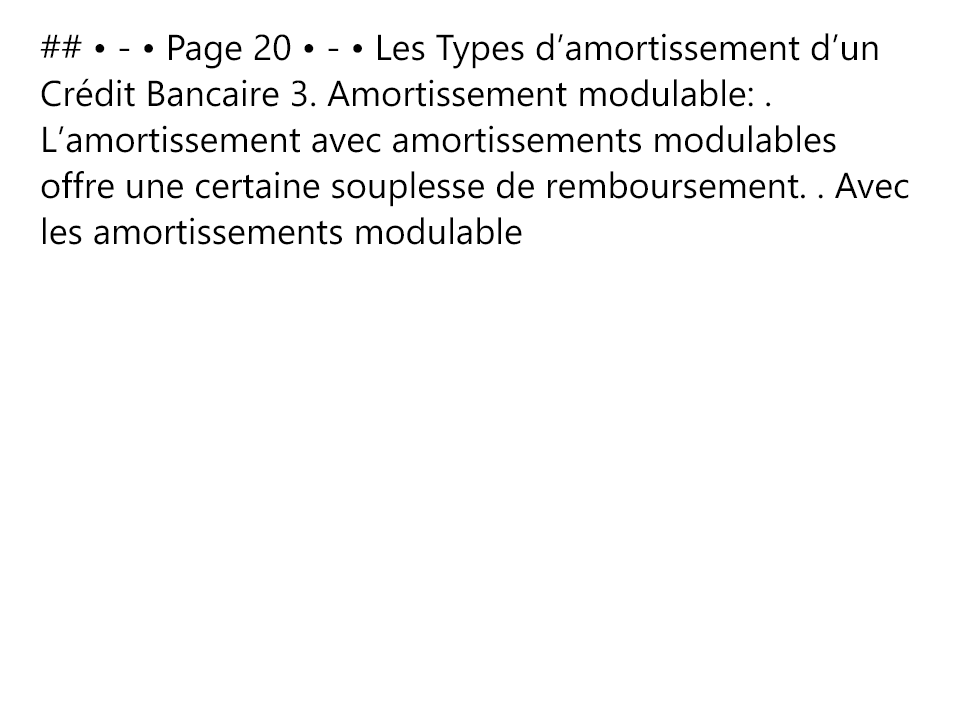 ## • - • Page 20 • - • Les Types d’amortissement d’un
Crédit Bancaire 3. Amortissement modulable: .
L’amortissement avec amortissements modulables
offre une certaine souplesse de remboursement. . Avec
les amortissements modulable